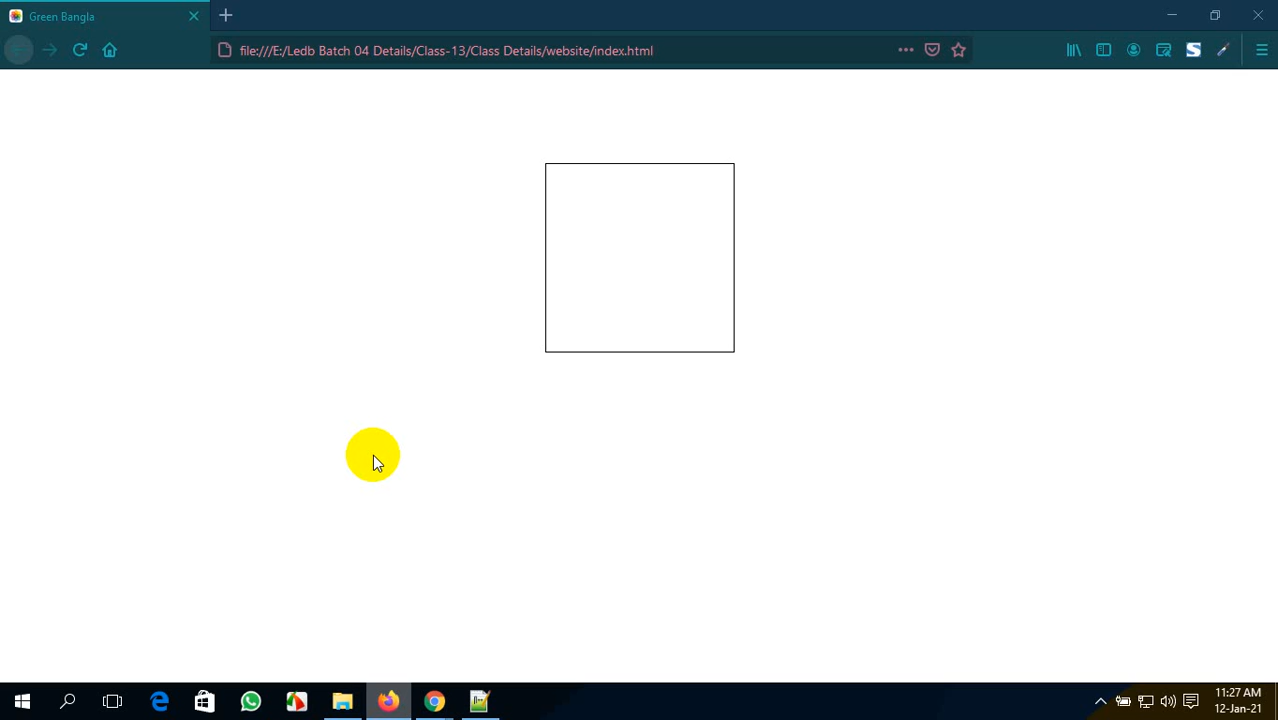 Green Bangla
file:///E:/Ledb Batch 04 Details/Class-13/Class Details/website/index.html
11:27 AM
12-Jan-21